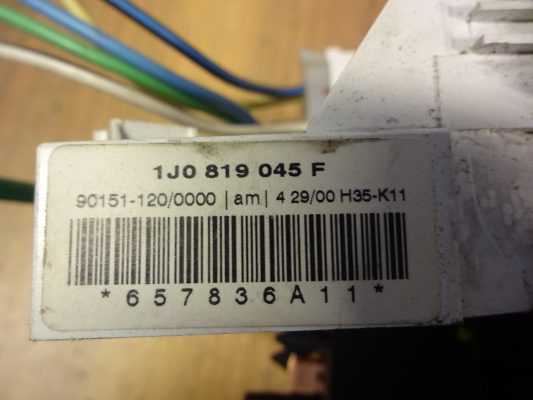 1J0 819 045 F
90151-120/0000 | am | 4 29/00 H35-K11
*657836A11*